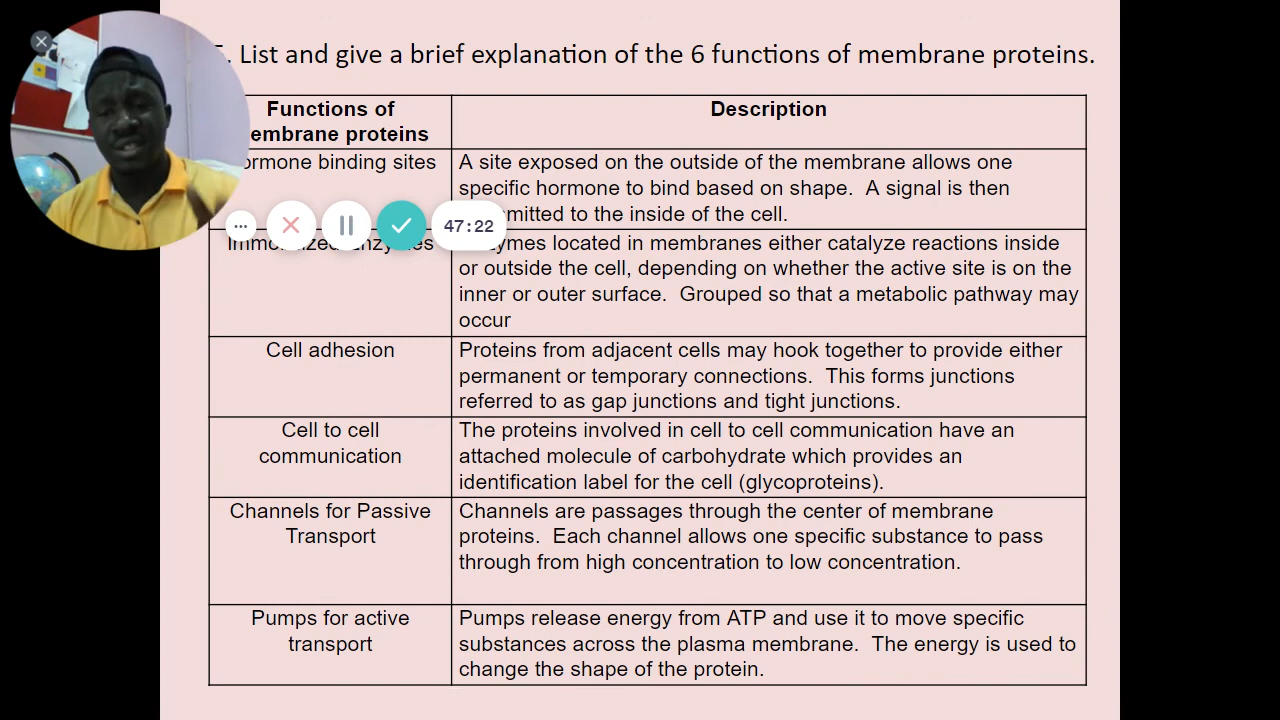 . List and give a brief explanation of the 6 functions of membrane proteins.
Functions of
embrane proteins
Description
ormone binding sites
A site exposed on the outside of the membrane allows one
specific hormone to bind based on shape.  A signal is then
mitted to the inside of the cell.
47:22
zymes located in membranes either catalyze reactions inside
or outside the cell, depending on whether the active site is on the
inner or outer surface.  Grouped so that a metabolic pathway may
occur
Cell adhesion
Proteins from adjacent cells may hook together to provide either
permanent or temporary connections.  This forms junctions
referred to as gap junctions and tight junctions.
Cell to cell
communication
The proteins involved in cell to cell communication have an
attached molecule of carbohydrate which provides an
identification label for the cell (glycoproteins).
Channels for Passive
Transport
Channels are passages through the center of membrane
proteins.  Each channel allows one specific substance to pass
through from high concentration to low concentration.
Pumps for active
transport
Pumps release energy from ATP and use it to move specific
substances across the plasma membrane.  The energy is used to
change the shape of the protein.